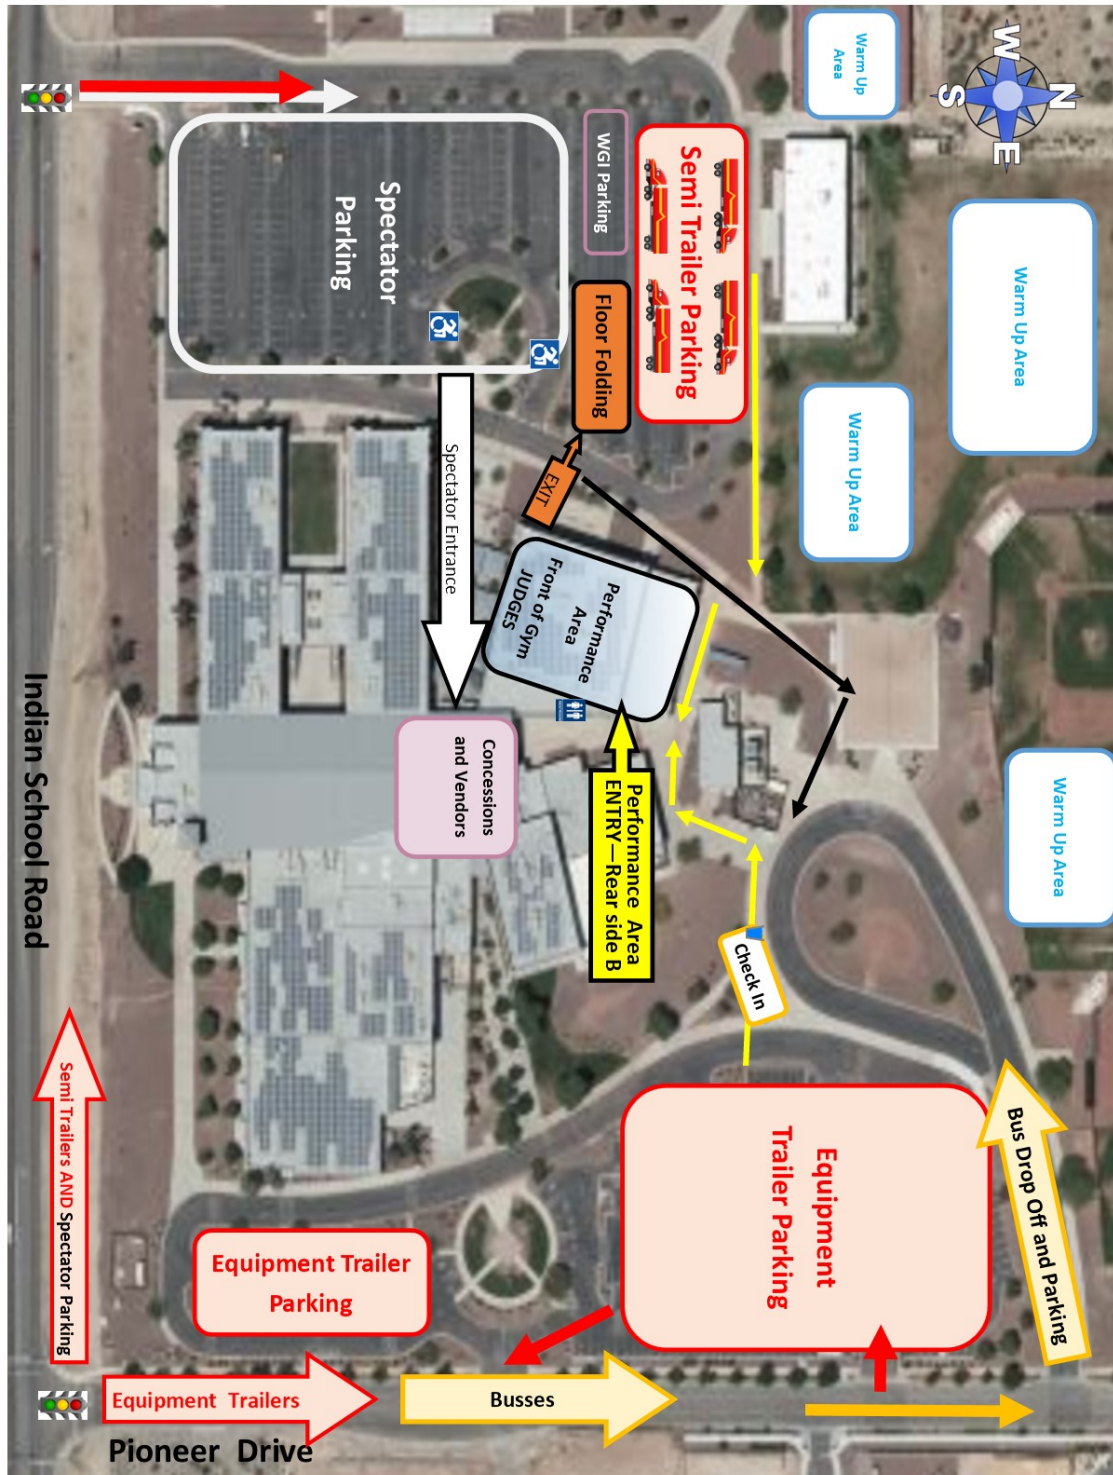 Warm Up
Area
W
N
S
E
WGI Parking
Semi Trailer Parking
Spectator
Parking
Warm Up Area
Floor Folding
Warm Up Area
EXIT
Spectator Entrance
Performance
Area
Front of Gym
JUDGES
Concessions
and Vendors
Performance Area
ENTRY—Rear side B
Warm Up Area
Indian School Road
Check In
Semi Trailers AND Spectator Parking
Equipment
Trailer Parking
Bus Drop Off and Parking
Equipment Trailer
Parking
Equipment Trailers
Busses
Pioneer Drive